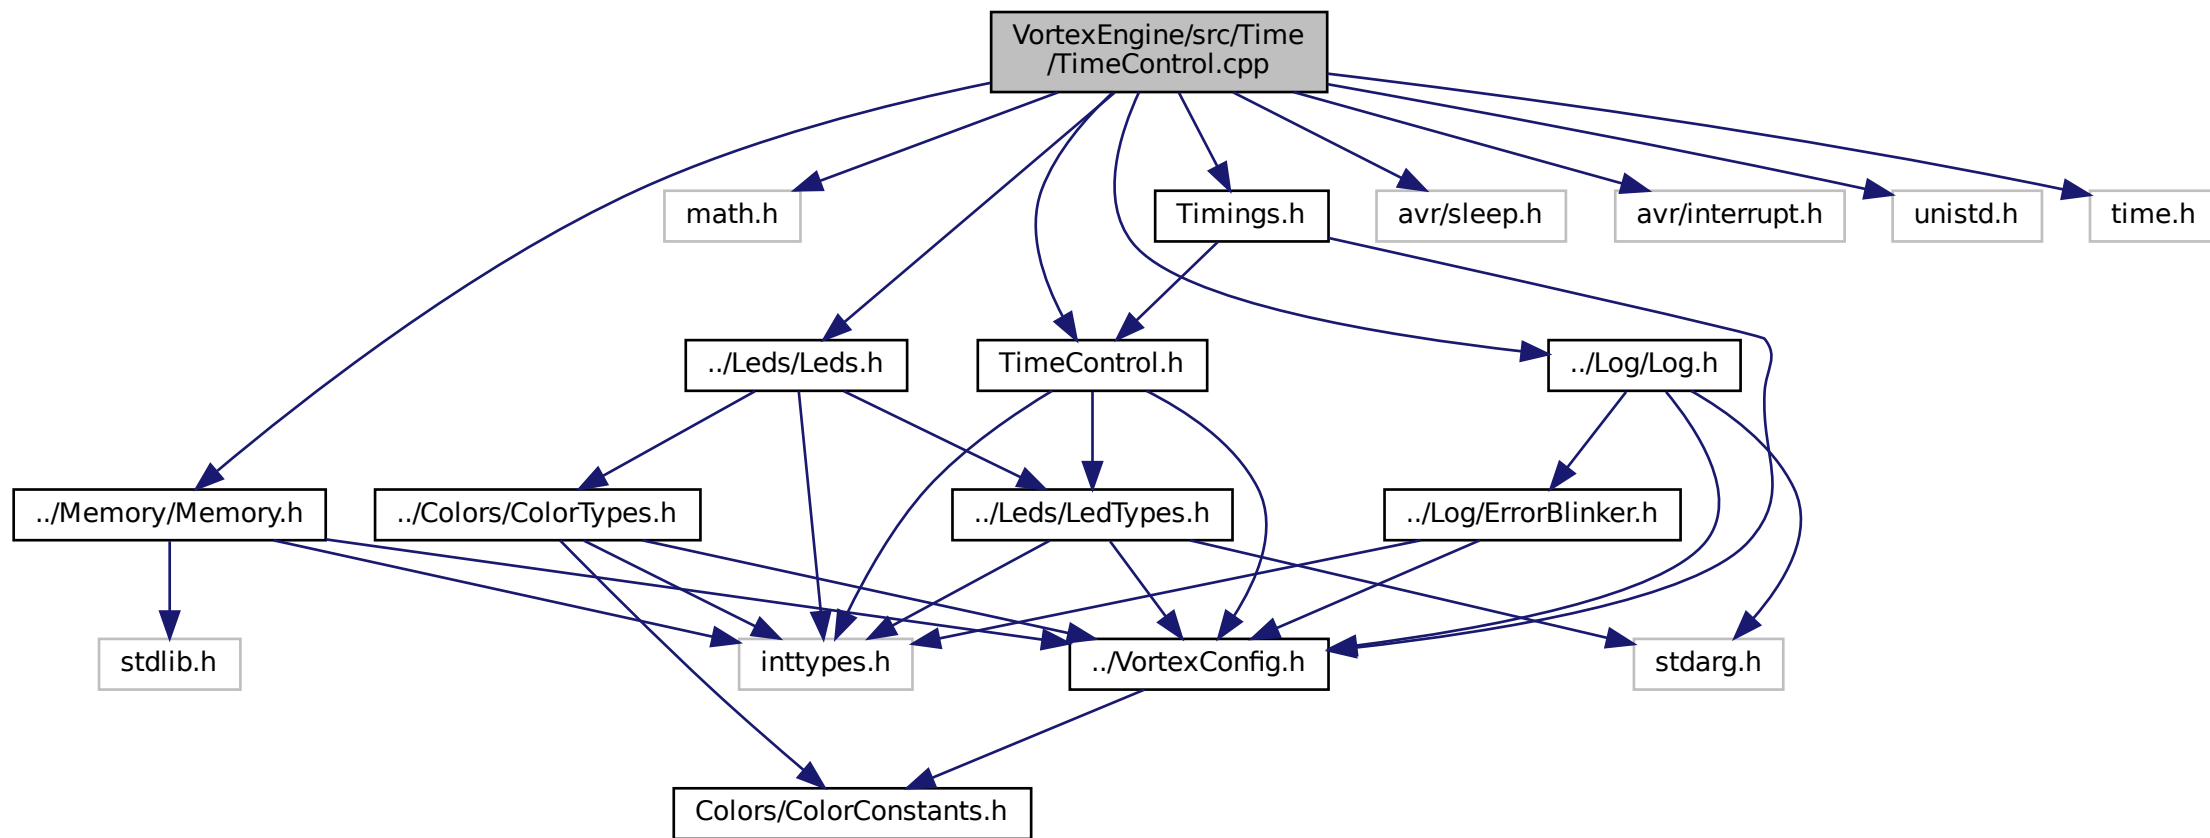 VortexEngine/src/Time
/TimeControl.cpp
math.h
Timings.h
avr/sleep.h
avr/interrupt.h
unistd.h
time.h
../Leds/Leds.h
TimeControl.h
../Log/Log.h
../Memory/Memory.h
../Colors/ColorTypes.h
../Leds/LedTypes.h
../Log/ErrorBlinker.h
stdlib.h
inttypes.h
../VortexConfig.h
stdarg.h
Colors/ColorConstants.h